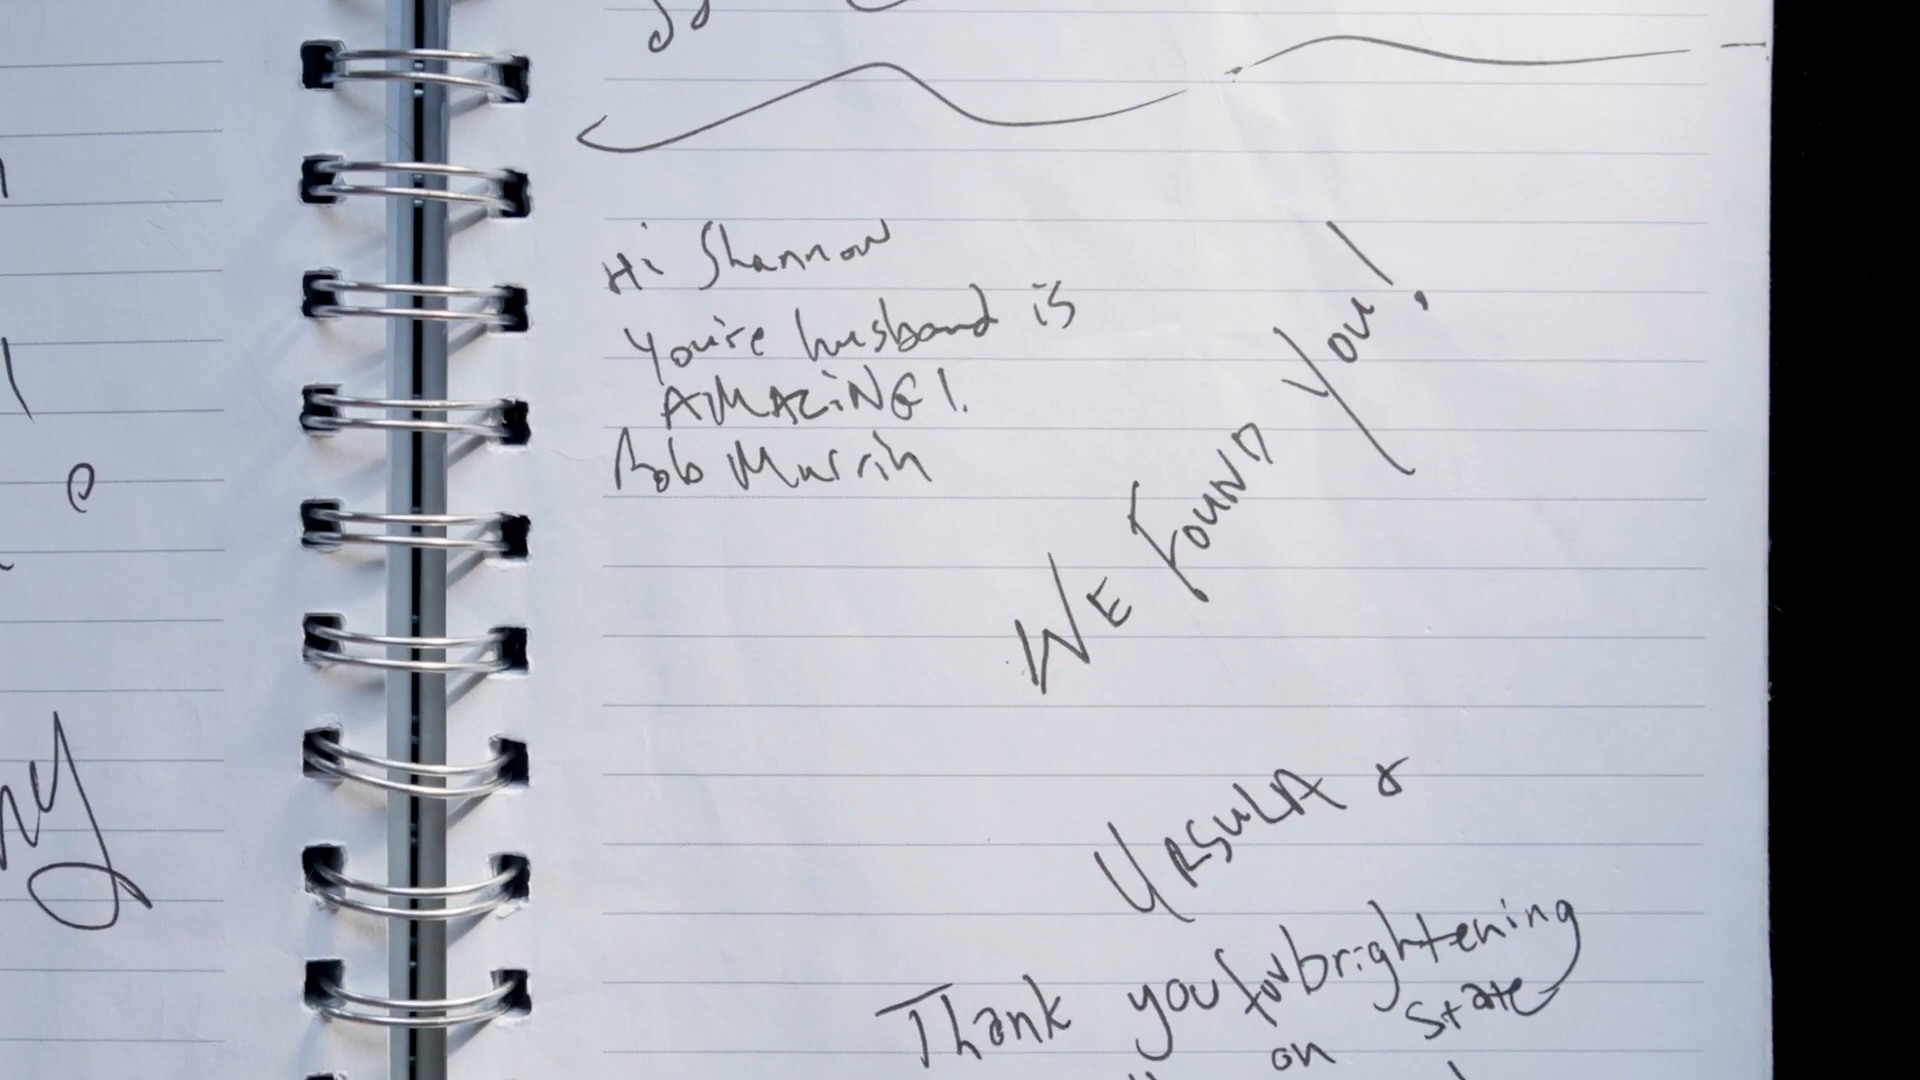 Hi Shannon
You're husband is
AMAZiNG!
Bob Murrin
WE FOUND YOU!
URSULA &
Thank you for brightening
on state